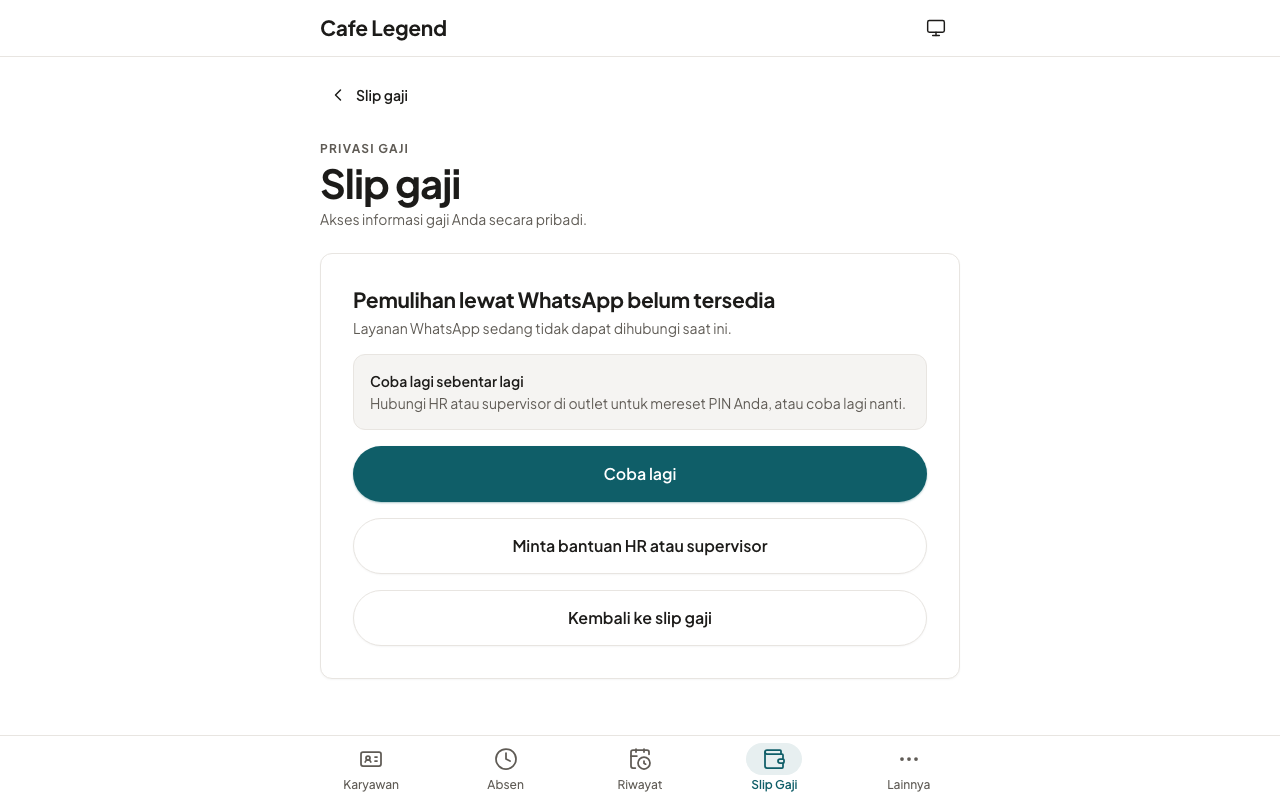 Cafe Legend
Slip gaji
PRIVASI GAJI
Slip gaji
Akses informasi gaji Anda secara pribadi.
Pemulihan lewat WhatsApp belum tersedia
Layanan WhatsApp sedang tidak dapat dihubungi saat ini.
Coba lagi sebentar lagi
Hubungi HR atau supervisor di outlet untuk mereset PIN Anda, atau coba lagi nanti.
Coba lagi
Minta bantuan HR atau supervisor
Kembali ke slip gaji
Karyawan
Absen
Riwayat
Slip Gaji
Lainnya